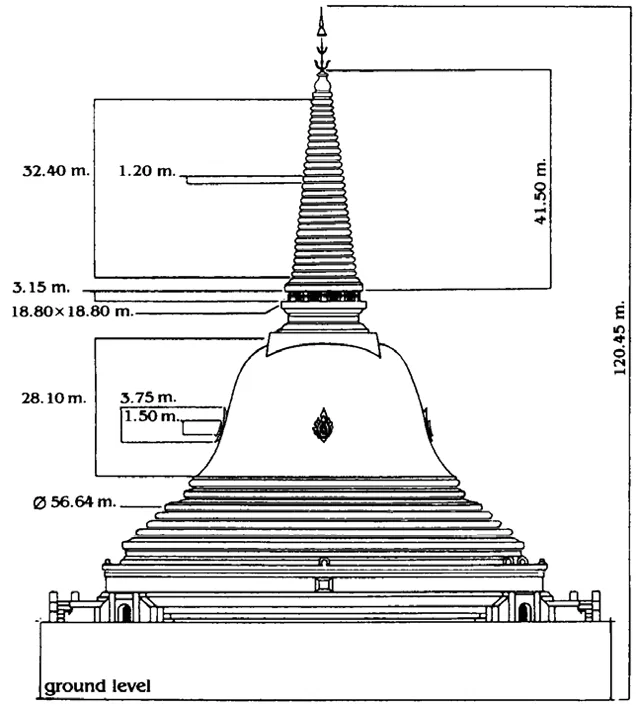 32.40 m.
1.20 m.
41.50 m.
3.15 m.
18.80×18.80 m.
120.45 m.
28.10 m.
3.75 m.
1.50 m.
Ø 56.64 m.
ground level